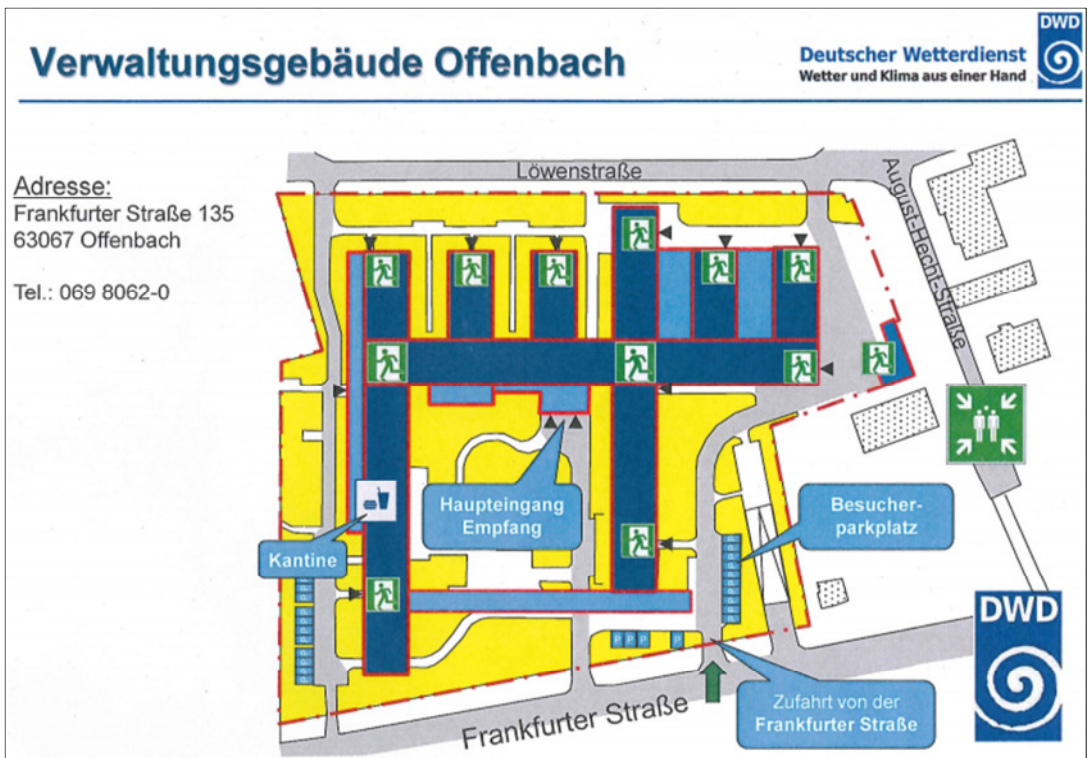 Verwaltungsgebäude Offenbach
Deutscher Wetterdienst
Wetter und Klima aus einer Hand
DWD
Adresse:
Frankfurter Straße 135
63067 Offenbach
Tel.: 069 8062-0
Löwenstraße
August-Hecht-Straße
Haupteingang
Empfang
Besucher-
parkplatz
Kantine
P P P P
DWD
Zufahrt von der
Frankfurter Straße
Frankfurter Straße